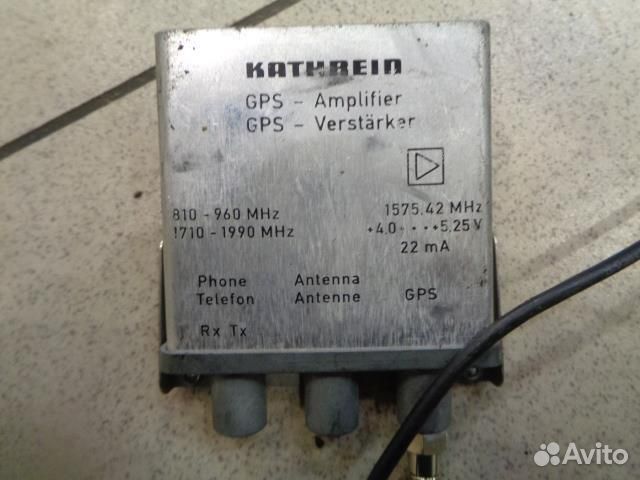 KATHREIN
GPS - Amplifier
GPS - Verstärker
810 - 960 MHz
1710 - 1990 MHz
1575.42 MHz
+4.0 · · · +5.25 V
22 mA
Phone Antenna
Telefon Antenne GPS
Rx Tx
Avito